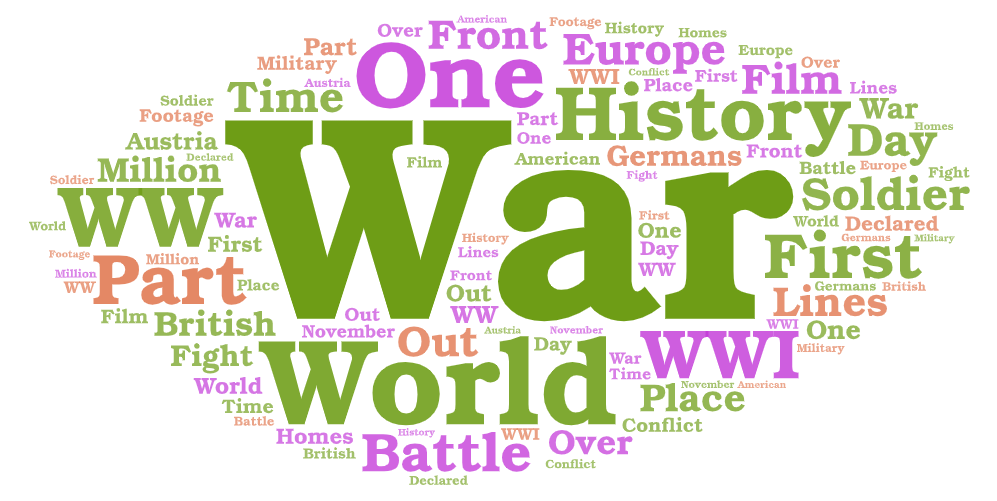 American
Over Front Footage History Homes
Part One Europe Europe
Military WWI Conflict First Film Over
Austria Place Lines
Soldier Time History War
Footage Part Day Homes
Austria War One
Declared Film American Germans Front Battle Europe Fight
Soldier Million Fight Soldier
World WW War First World Declared
First History One Germans Military
Footage Million Lines Day First
Million Part Front WW
WW Place Out Germans British
Film British Out WW Lines
November Austria November WWI One
Fight Out Day WWI Military
World World War
Time Time Place November American
Battle Conflict
Homes History Battle WWI Over
British Conflict
Declared